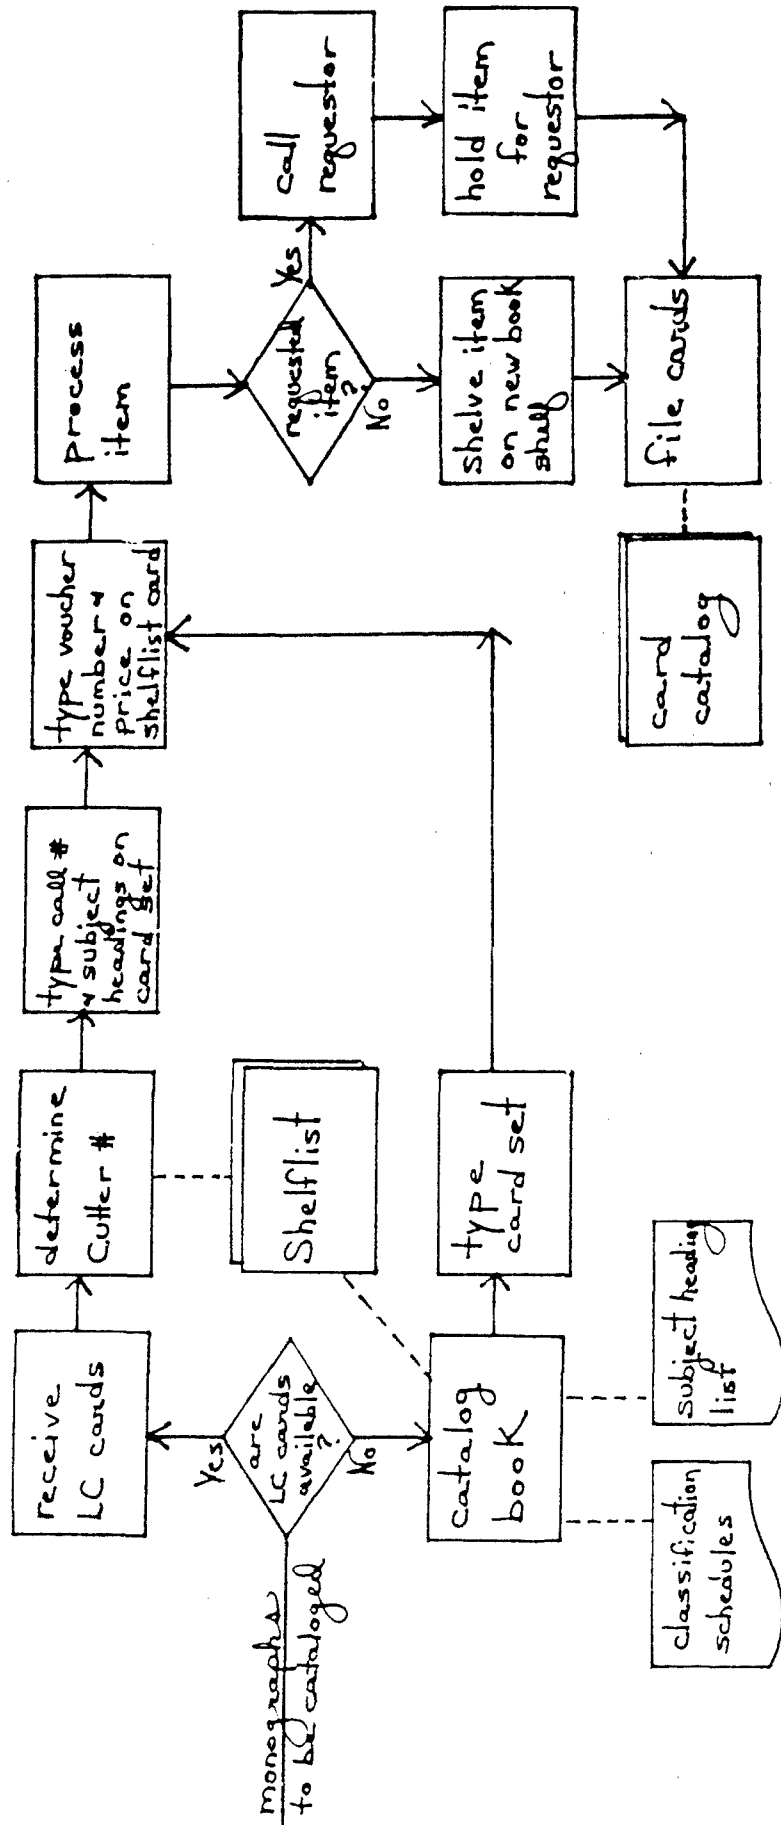 monographs
to be cataloged
are
LC cards
available
?
Yes
No
receive
LC cards
determine
Cutter #
type call #
& subject
headings on
card set
type voucher
number &
price on
shelflist card
process
item
Shelflist
catalog
book
type
card set
classification
schedules
subject heading
list
requested
item
?
Yes
No
call
requestor
hold item
for
requestor
shelve item
on new book
shelf
file cards
card
catalog